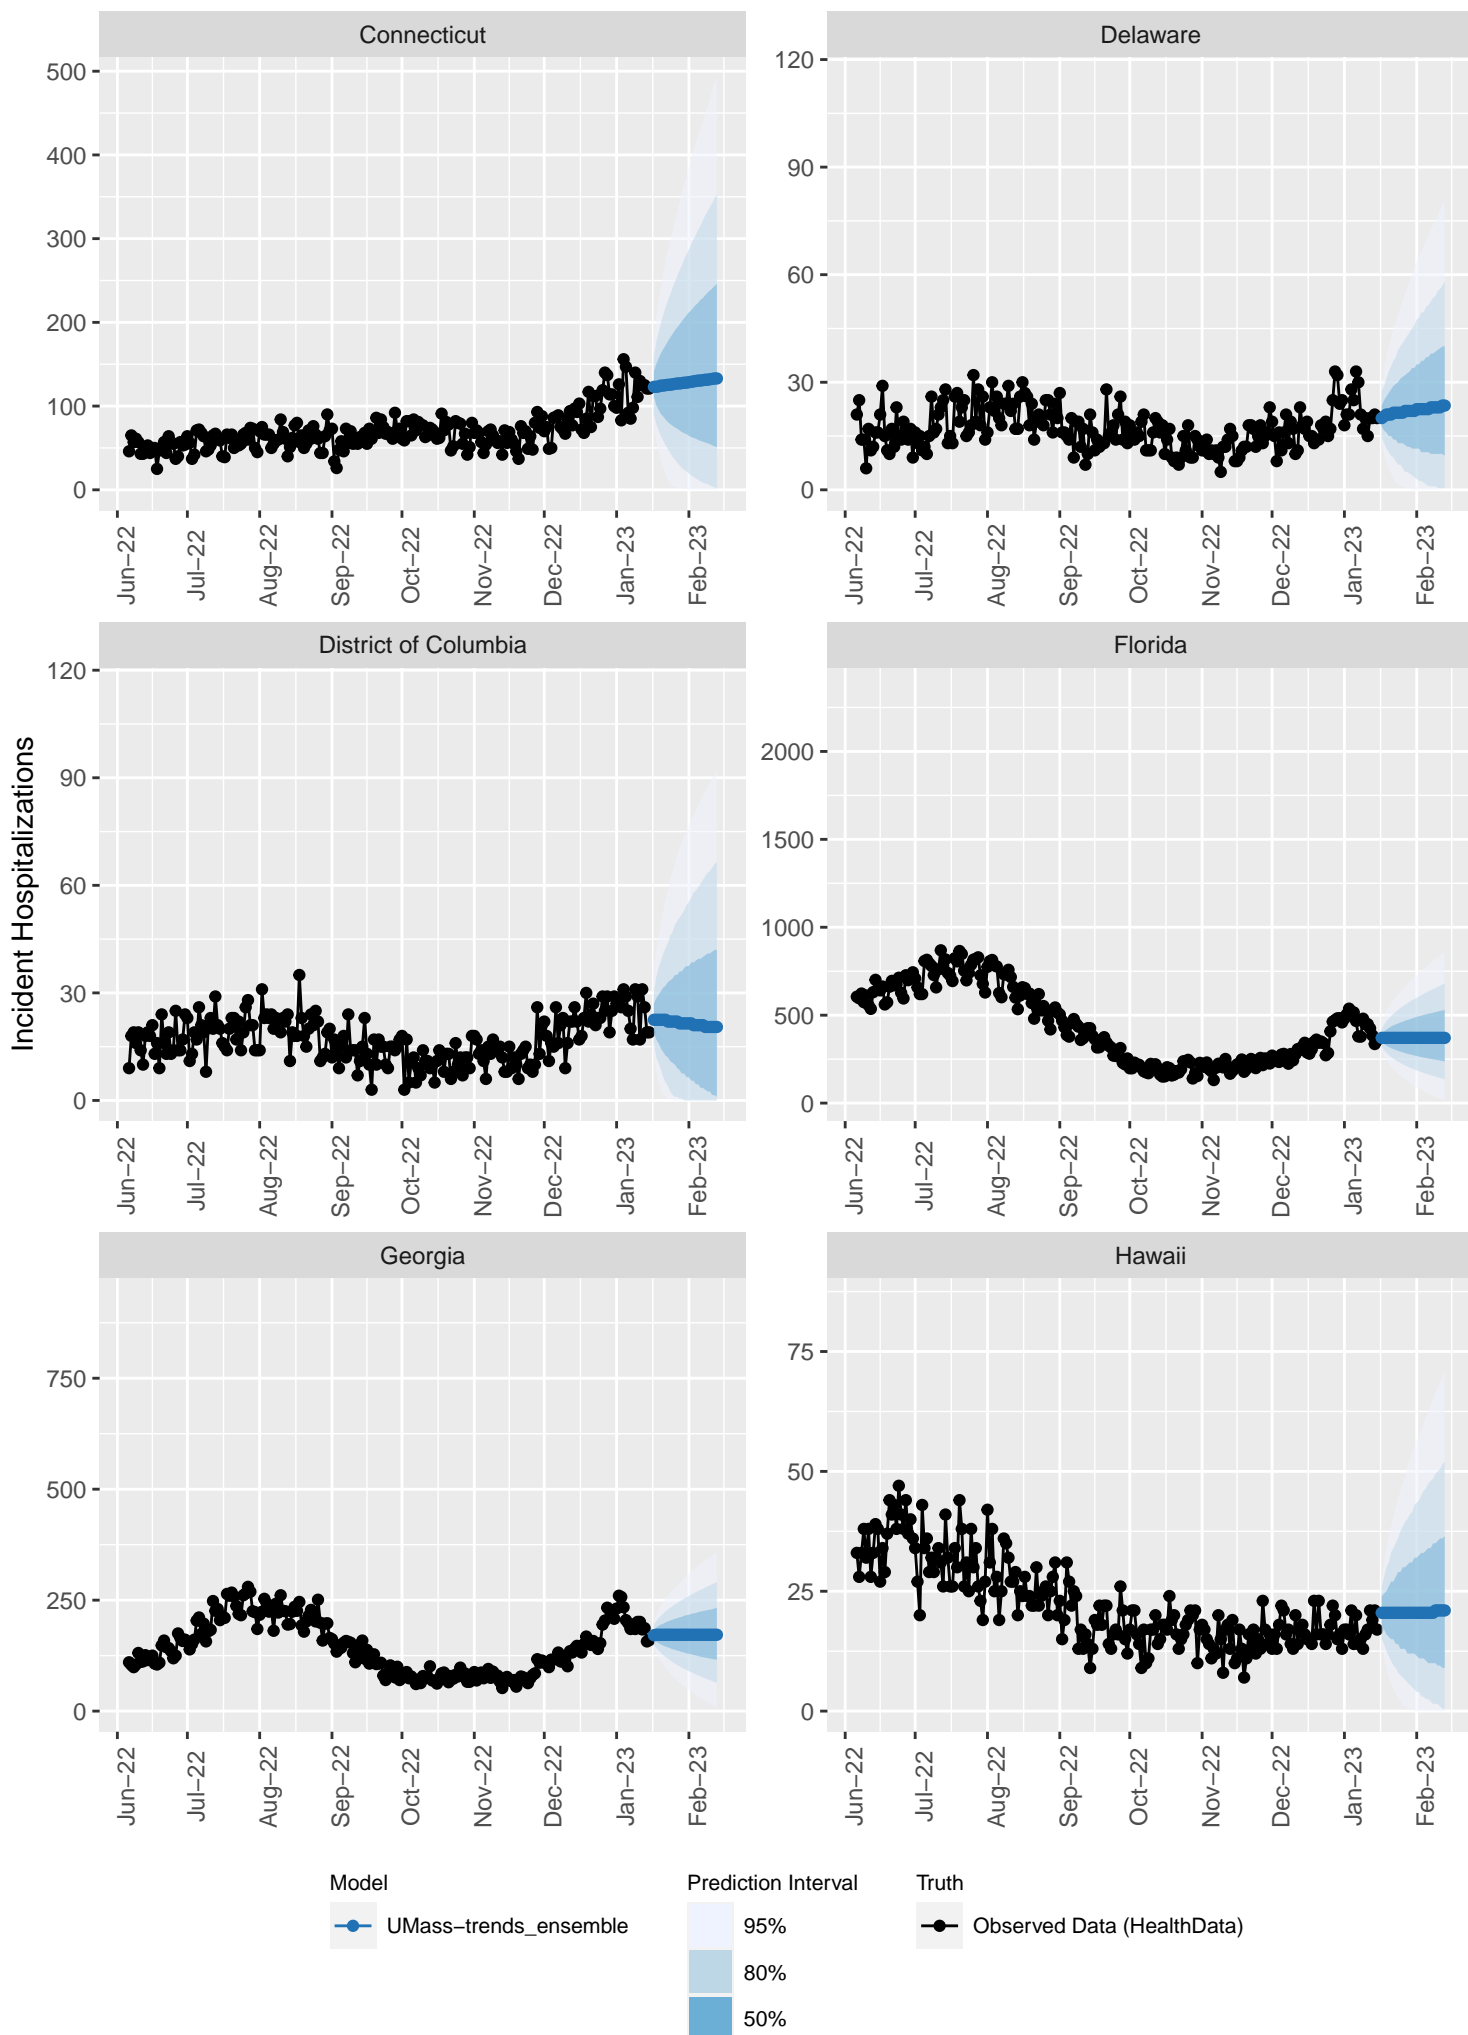 Connecticut
Delaware
500
400
300
200
100
0
120
90
60
30
0
Jun−22
Jul−22
Aug−22
Sep−22
Oct−22
Nov−22
Dec−22
Jan−23
Feb−23
Jun−22
Jul−22
Aug−22
Sep−22
Oct−22
Nov−22
Dec−22
Jan−23
Feb−23
District of Columbia
Florida
Incident Hospitalizations
120
90
60
30
0
2000
1500
1000
500
0
Jun−22
Jul−22
Aug−22
Sep−22
Oct−22
Nov−22
Dec−22
Jan−23
Feb−23
Jun−22
Jul−22
Aug−22
Sep−22
Oct−22
Nov−22
Dec−22
Jan−23
Feb−23
Georgia
Hawaii
750
500
250
0
75
50
25
0
Jun−22
Jul−22
Aug−22
Sep−22
Oct−22
Nov−22
Dec−22
Jan−23
Feb−23
Jun−22
Jul−22
Aug−22
Sep−22
Oct−22
Nov−22
Dec−22
Jan−23
Feb−23
Model
UMass−trends_ensemble
Prediction Interval
95%
80%
50%
Truth
Observed Data (HealthData)